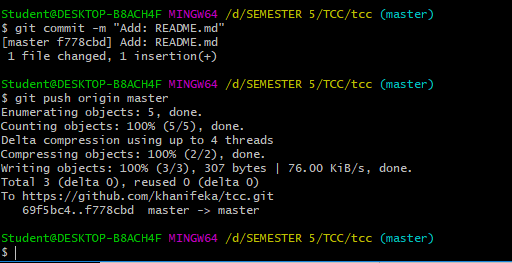 Student@DESKTOP-B8ACH4F MINGW64 /d/SEMESTER 5/TCC/tcc (master)
$ git commit -m "Add: README.md"
[master f778cbd] Add: README.md
 1 file changed, 1 insertion(+)

Student@DESKTOP-B8ACH4F MINGW64 /d/SEMESTER 5/TCC/tcc (master)
$ git push origin master
Enumerating objects: 5, done.
Counting objects: 100% (5/5), done.
Delta compression using up to 4 threads
Compressing objects: 100% (2/2), done.
Writing objects: 100% (3/3), 307 bytes | 76.00 KiB/s, done.
Total 3 (delta 0), reused 0 (delta 0)
To https://github.com/khanifeka/tcc.git
   69f5bc4..f778cbd  master -> master

Student@DESKTOP-B8ACH4F MINGW64 /d/SEMESTER 5/TCC/tcc (master)
$